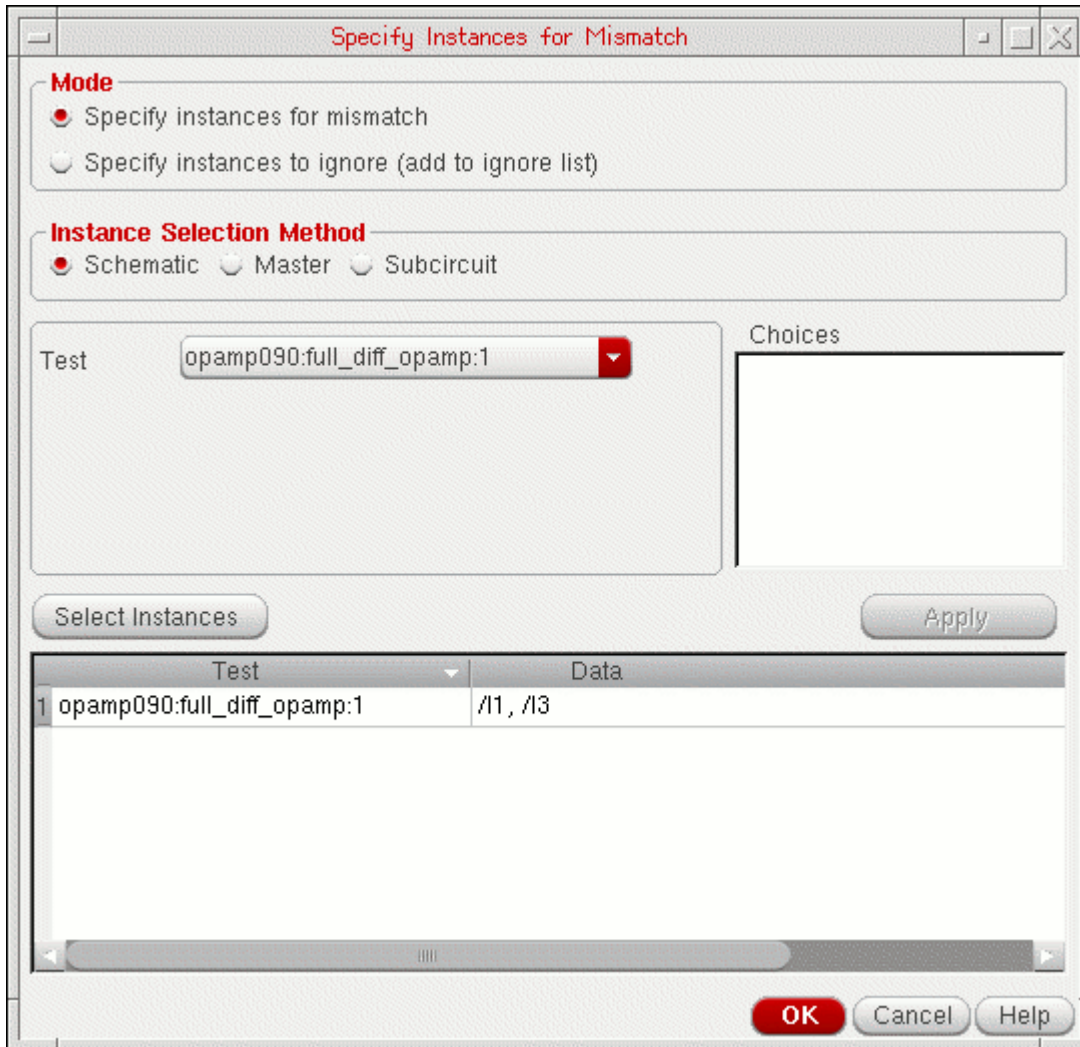 Specify Instances for Mismatch
Mode
Specify instances for mismatch
Specify instances to ignore (add to ignore list)
Instance Selection Method
Schematic Master Subcircuit
Test opamp090:full_diff_opamp:1
Choices
Select Instances Apply
Test Data
1 opamp090:full_diff_opamp:1 /I1, /I3
OK Cancel Help